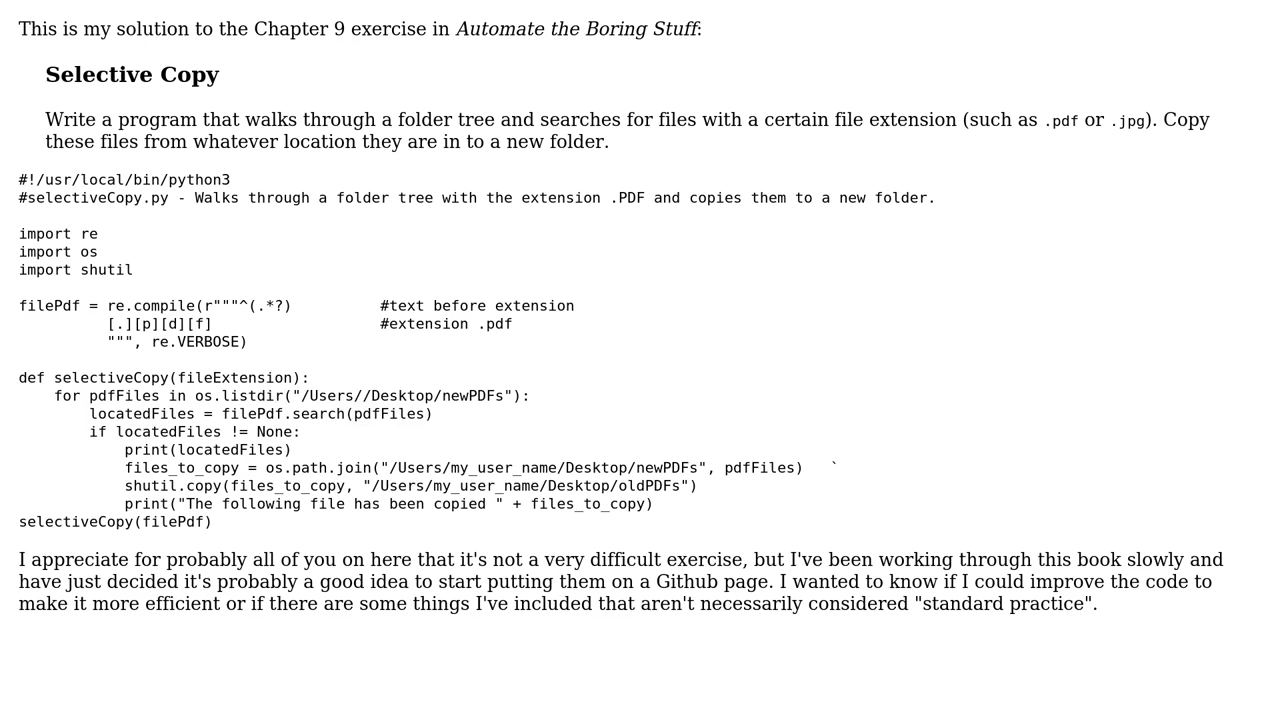 This is my solution to the Chapter 9 exercise in Automate the Boring Stuff:
Selective Copy
Write a program that walks through a folder tree and searches for files with a certain file extension (such as .pdf or .jpg). Copy
these files from whatever location they are in to a new folder.
#!/usr/local/bin/python3
#selectiveCopy.py - Walks through a folder tree with the extension .PDF and copies them to a new folder.

import re
import os
import shutil

filePdf = re.compile(r"""^(.*?)          #text before extension
          [.][p][d][f]                   #extension .pdf
          """, re.VERBOSE)

def selectiveCopy(fileExtension):
    for pdfFiles in os.listdir("/Users//Desktop/newPDFs"):
        locatedFiles = filePdf.search(pdfFiles)
        if locatedFiles != None:
            print(locatedFiles)
            files_to_copy = os.path.join("/Users/my_user_name/Desktop/newPDFs", pdfFiles)   `
            shutil.copy(files_to_copy, "/Users/my_user_name/Desktop/oldPDFs")
            print("The following file has been copied " + files_to_copy)
selectiveCopy(filePdf)
I appreciate for probably all of you on here that it's not a very difficult exercise, but I've been working through this book slowly and
have just decided it's probably a good idea to start putting them on a Github page. I wanted to know if I could improve the code to
make it more efficient or if there are some things I've included that aren't necessarily considered "standard practice".